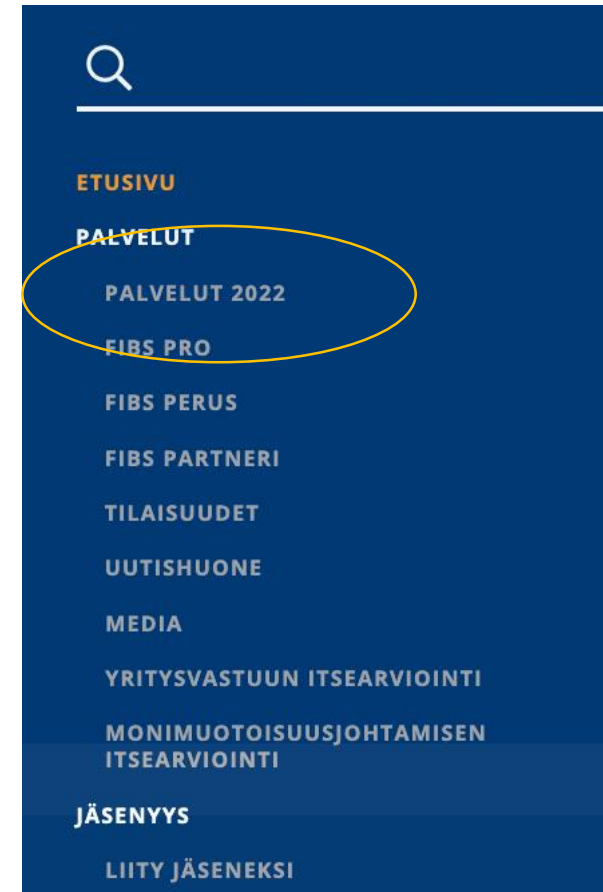 ETUSIVU
PALVELUT
PALVELUT 2022
FIBS PRO
FIBS PERUS
FIBS PARTNERI
TILAISUUDET
UUTISHUONE
MEDIA
YRITYSVASTUUN ITSEARVIOINTI
MONIMUOTOISUUSJOHTAMISEN
ITSEARVIOINTI
JÄSENYYS
LIITY JÄSENEKSI